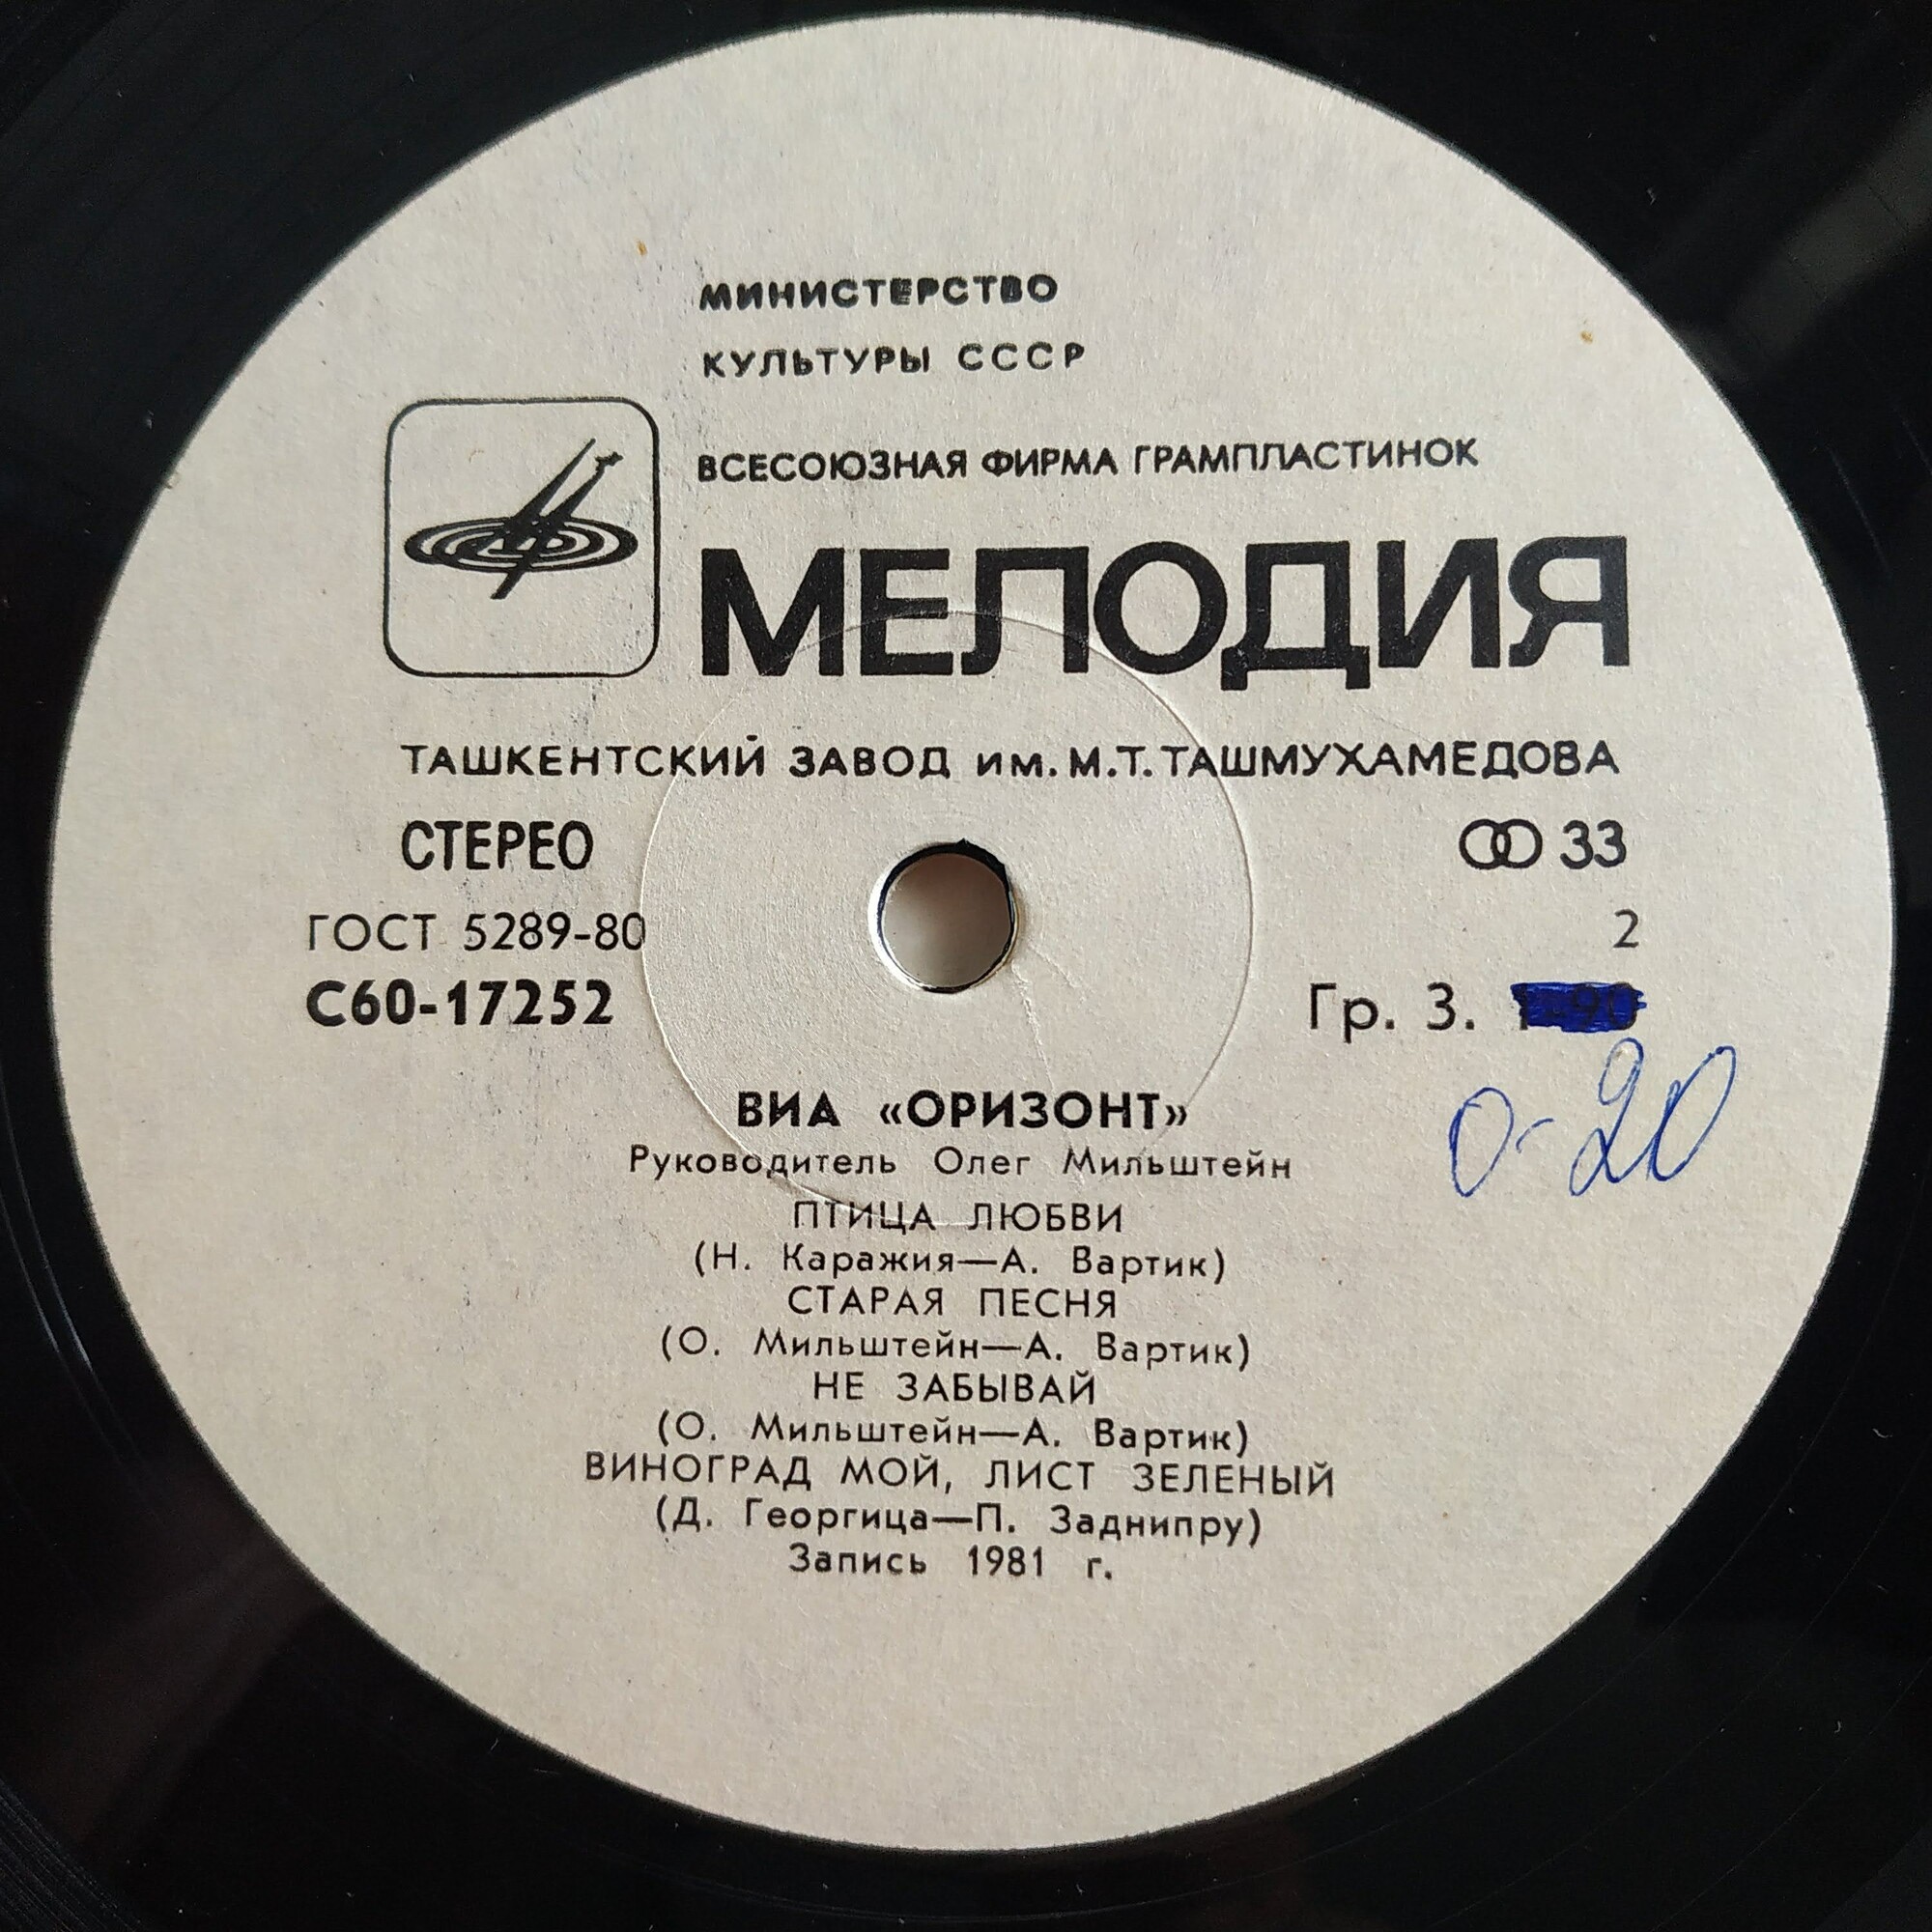 МИНИСТЕРСТВО
КУЛЬТУРЫ СССР
ВСЕСОЮЗНАЯ ФИРМА ГРАМПЛАСТИНОК
МЕЛОДИЯ
ТАШКЕНТСКИЙ ЗАВОД им. М.Т. ТАШМУХАМЕДОВА
СТЕРЕО 33
ГОСТ 5289-80 2
С60-17252 Гр. 3.
0-20
ВИА «ОРИЗОНТ»
Руководитель Олег Мильштейн
ПТИЦА ЛЮБВИ
(Н. Каражия—А. Вартик)
СТАРАЯ ПЕСНЯ
(О. Мильштейн—А. Вартик)
НЕ ЗАБЫВАЙ
(О. Мильштейн—А. Вартик)
ВИНОГРАД МОЙ, ЛИСТ ЗЕЛЕНЫЙ
(Д. Георгица—П. Заднипру)
Запись 1981 г.